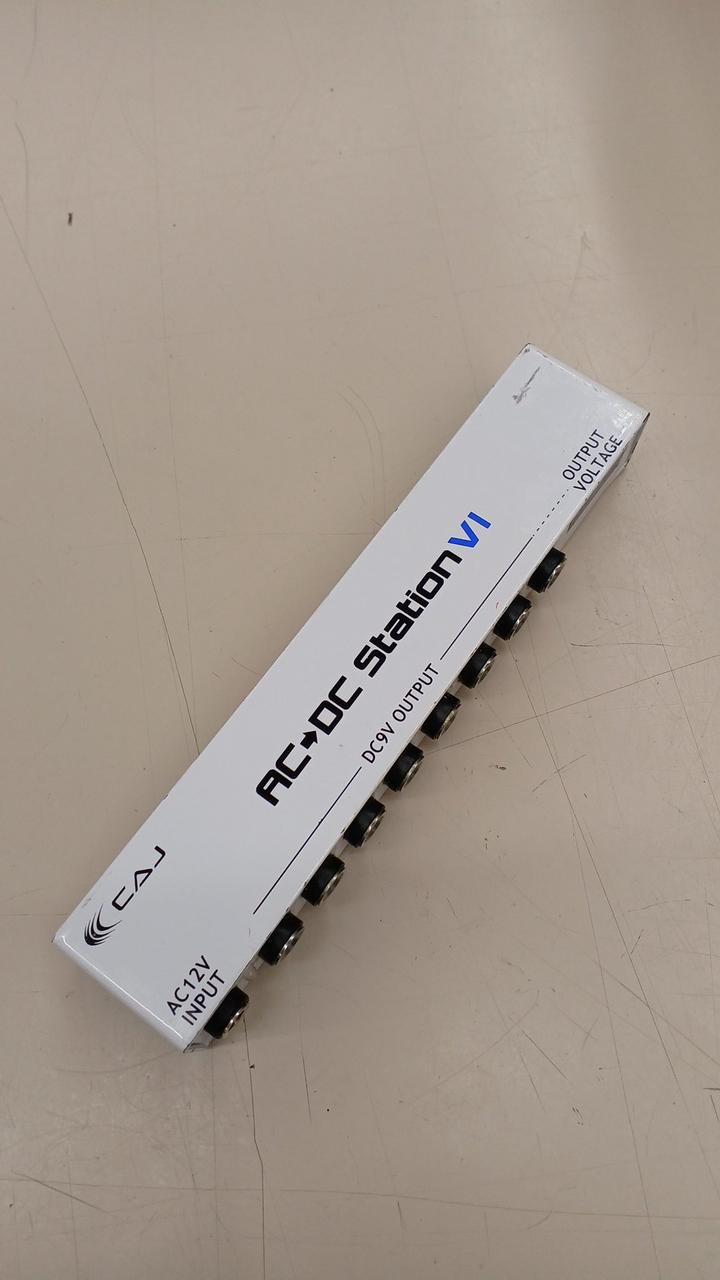 CAJ
AC➔DC Station VI
DC9V OUTPUT
AC12V
INPUT
OUTPUT
VOLTAGE